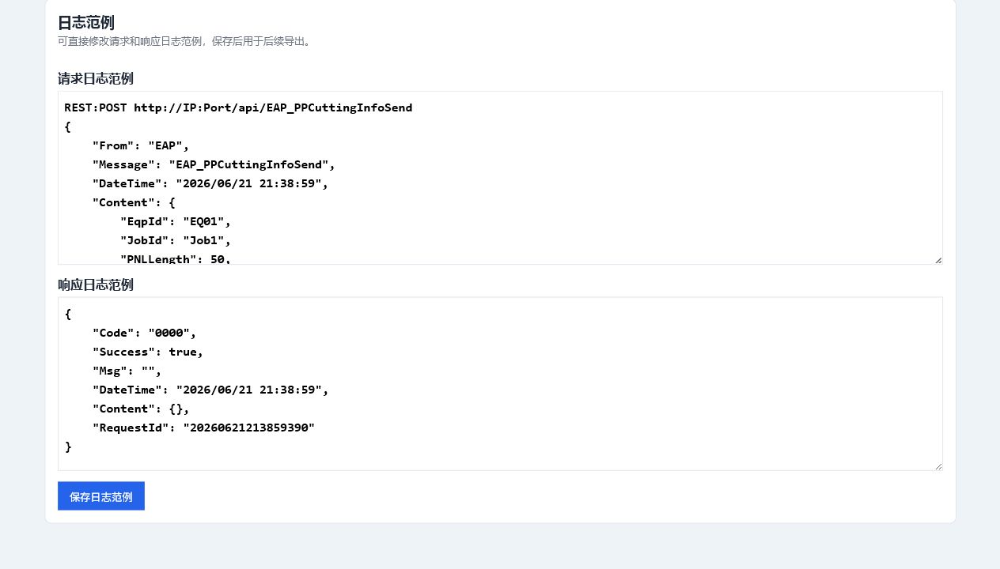 日志范例
可直接修改请求和响应日志范例，保存后用于后续导出。
请求日志范例
REST:POST http://IP:Port/api/EAP_PPCuttingInfoSend
{
    "From": "EAP",
    "Message": "EAP_PPCuttingInfoSend",
    "DateTime": "2026/06/21 21:38:59",
    "Content": {
        "EqpId": "EQ01",
        "JobId": "Job1",
        "PNLLength": 50,
响应日志范例
{
    "Code": "0000",
    "Success": true,
    "Msg": "",
    "DateTime": "2026/06/21 21:38:59",
    "Content": {},
    "RequestId": "20260621213859390"
}
保存日志范例